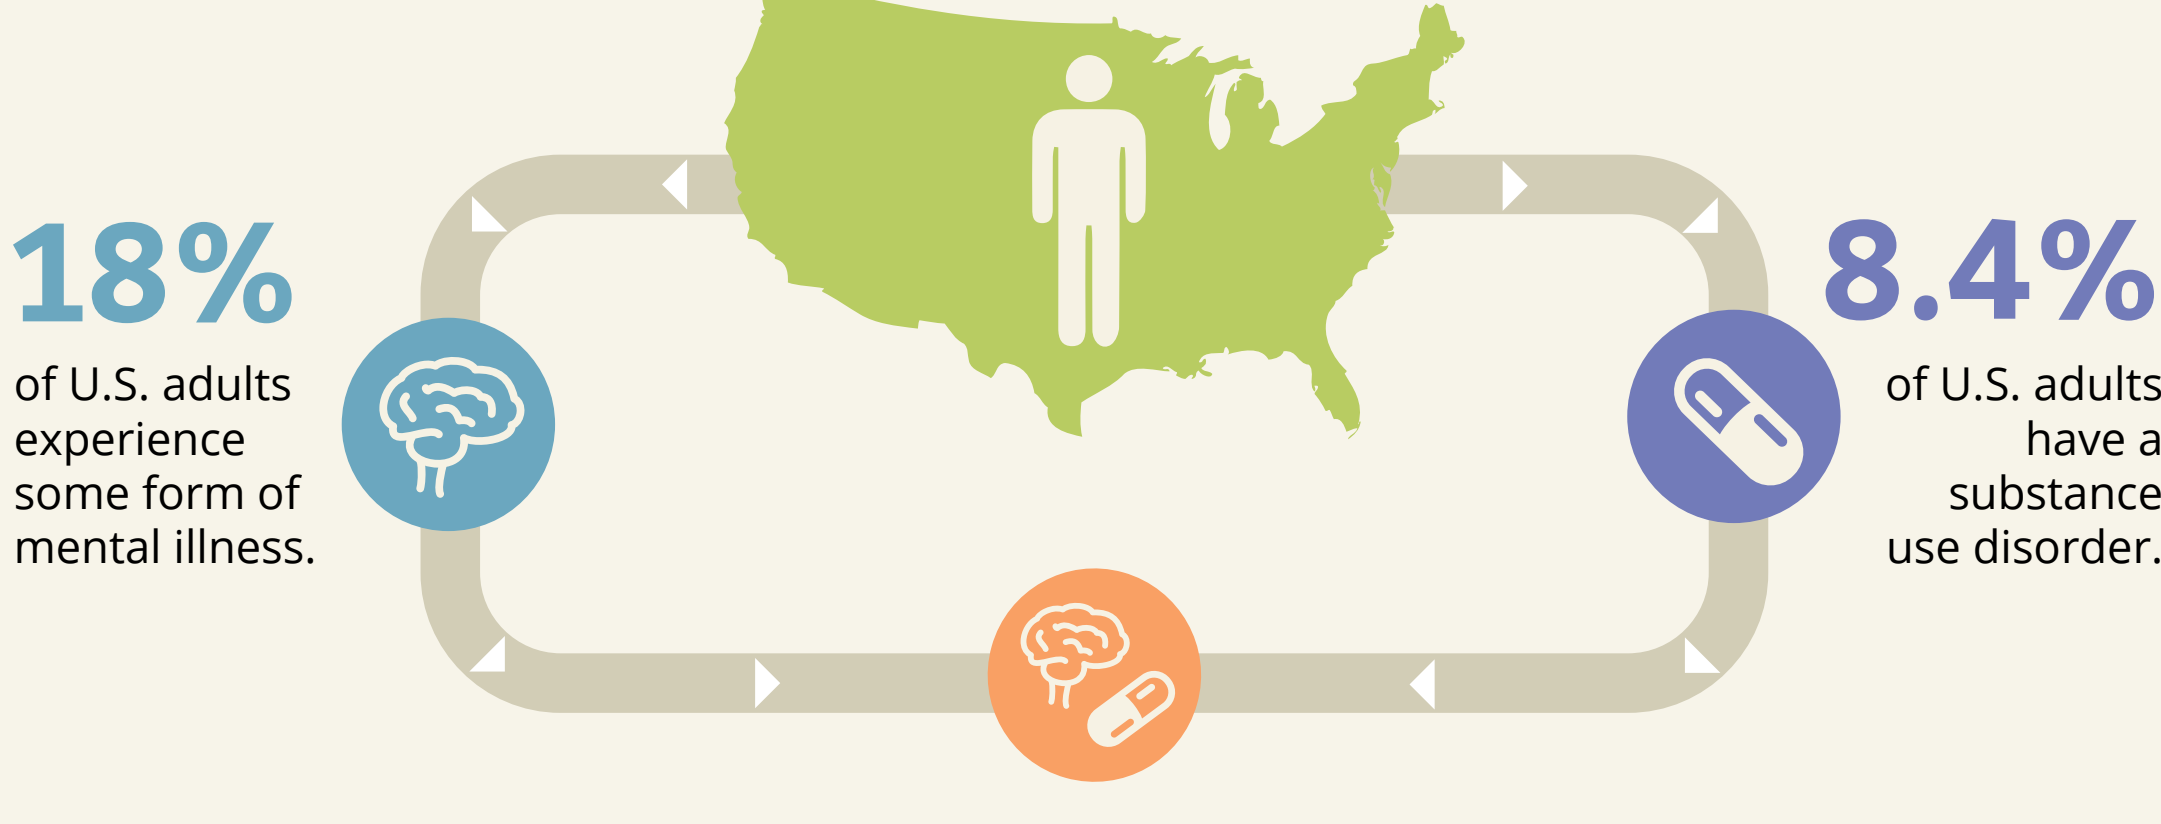 18%
of U.S. adults
experience
some form of
mental illness.
8.4%
of U.S. adults
have a
substance
use disorder.